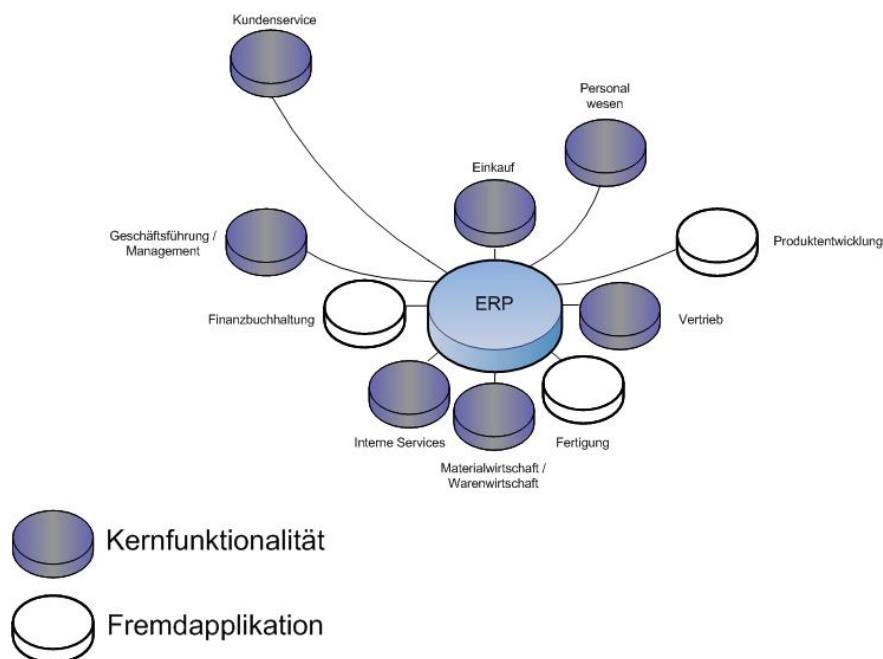 Kundenservice
Personal
wesen
Einkauf
Geschäftsführung /
Management
Produktentwicklung
ERP
Finanzbuchhaltung
Vertrieb
Interne Services
Fertigung
Materialwirtschaft /
Warenwirtschaft
Kernfunktionalität
Fremdapplikation